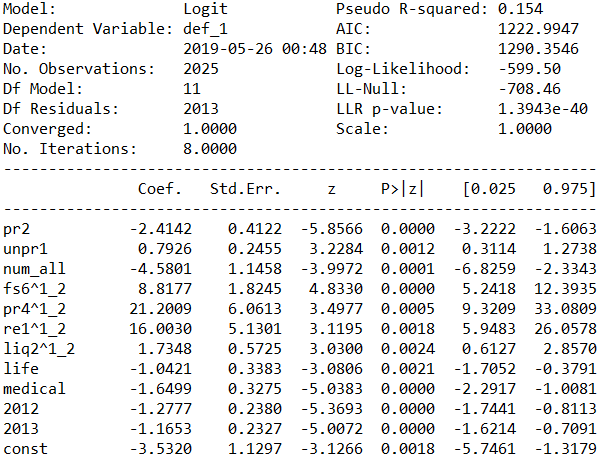 Model: Logit Pseudo R-squared: 0.154
Dependent Variable: def_1 AIC: 1222.9947
Date: 2019-05-26 00:48 BIC: 1290.3546
No. Observations: 2025 Log-Likelihood: -599.50
Df Model: 11 LL-Null: -708.46
Df Residuals: 2013 LLR p-value: 1.3943e-40
Converged: 1.0000 Scale: 1.0000
No. Iterations: 8.0000
Coef. Std.Err. z P>|z| [0.025 0.975]
pr2 -2.4142 0.4122 -5.8566 0.0000 -3.2222 -1.6063
unpr1 0.7926 0.2455 3.2284 0.0012 0.3114 1.2738
num_all -4.5801 1.1458 -3.9972 0.0001 -6.8259 -2.3343
fs6^1_2 8.8177 1.8245 4.8330 0.0000 5.2418 12.3935
pr4^1_2 21.2009 6.0613 3.4977 0.0005 9.3209 33.0809
re1^1_2 16.0030 5.1301 3.1195 0.0018 5.9483 26.0578
liq2^1_2 1.7348 0.5725 3.0300 0.0024 0.6127 2.8570
life -1.0421 0.3383 -3.0806 0.0021 -1.7052 -0.3791
medical -1.6499 0.3275 -5.0383 0.0000 -2.2917 -1.0081
2012 -1.2777 0.2380 -5.3693 0.0000 -1.7441 -0.8113
2013 -1.1653 0.2327 -5.0072 0.0000 -1.6214 -0.7091
const -3.5320 1.1297 -3.1266 0.0018 -5.7461 -1.3179